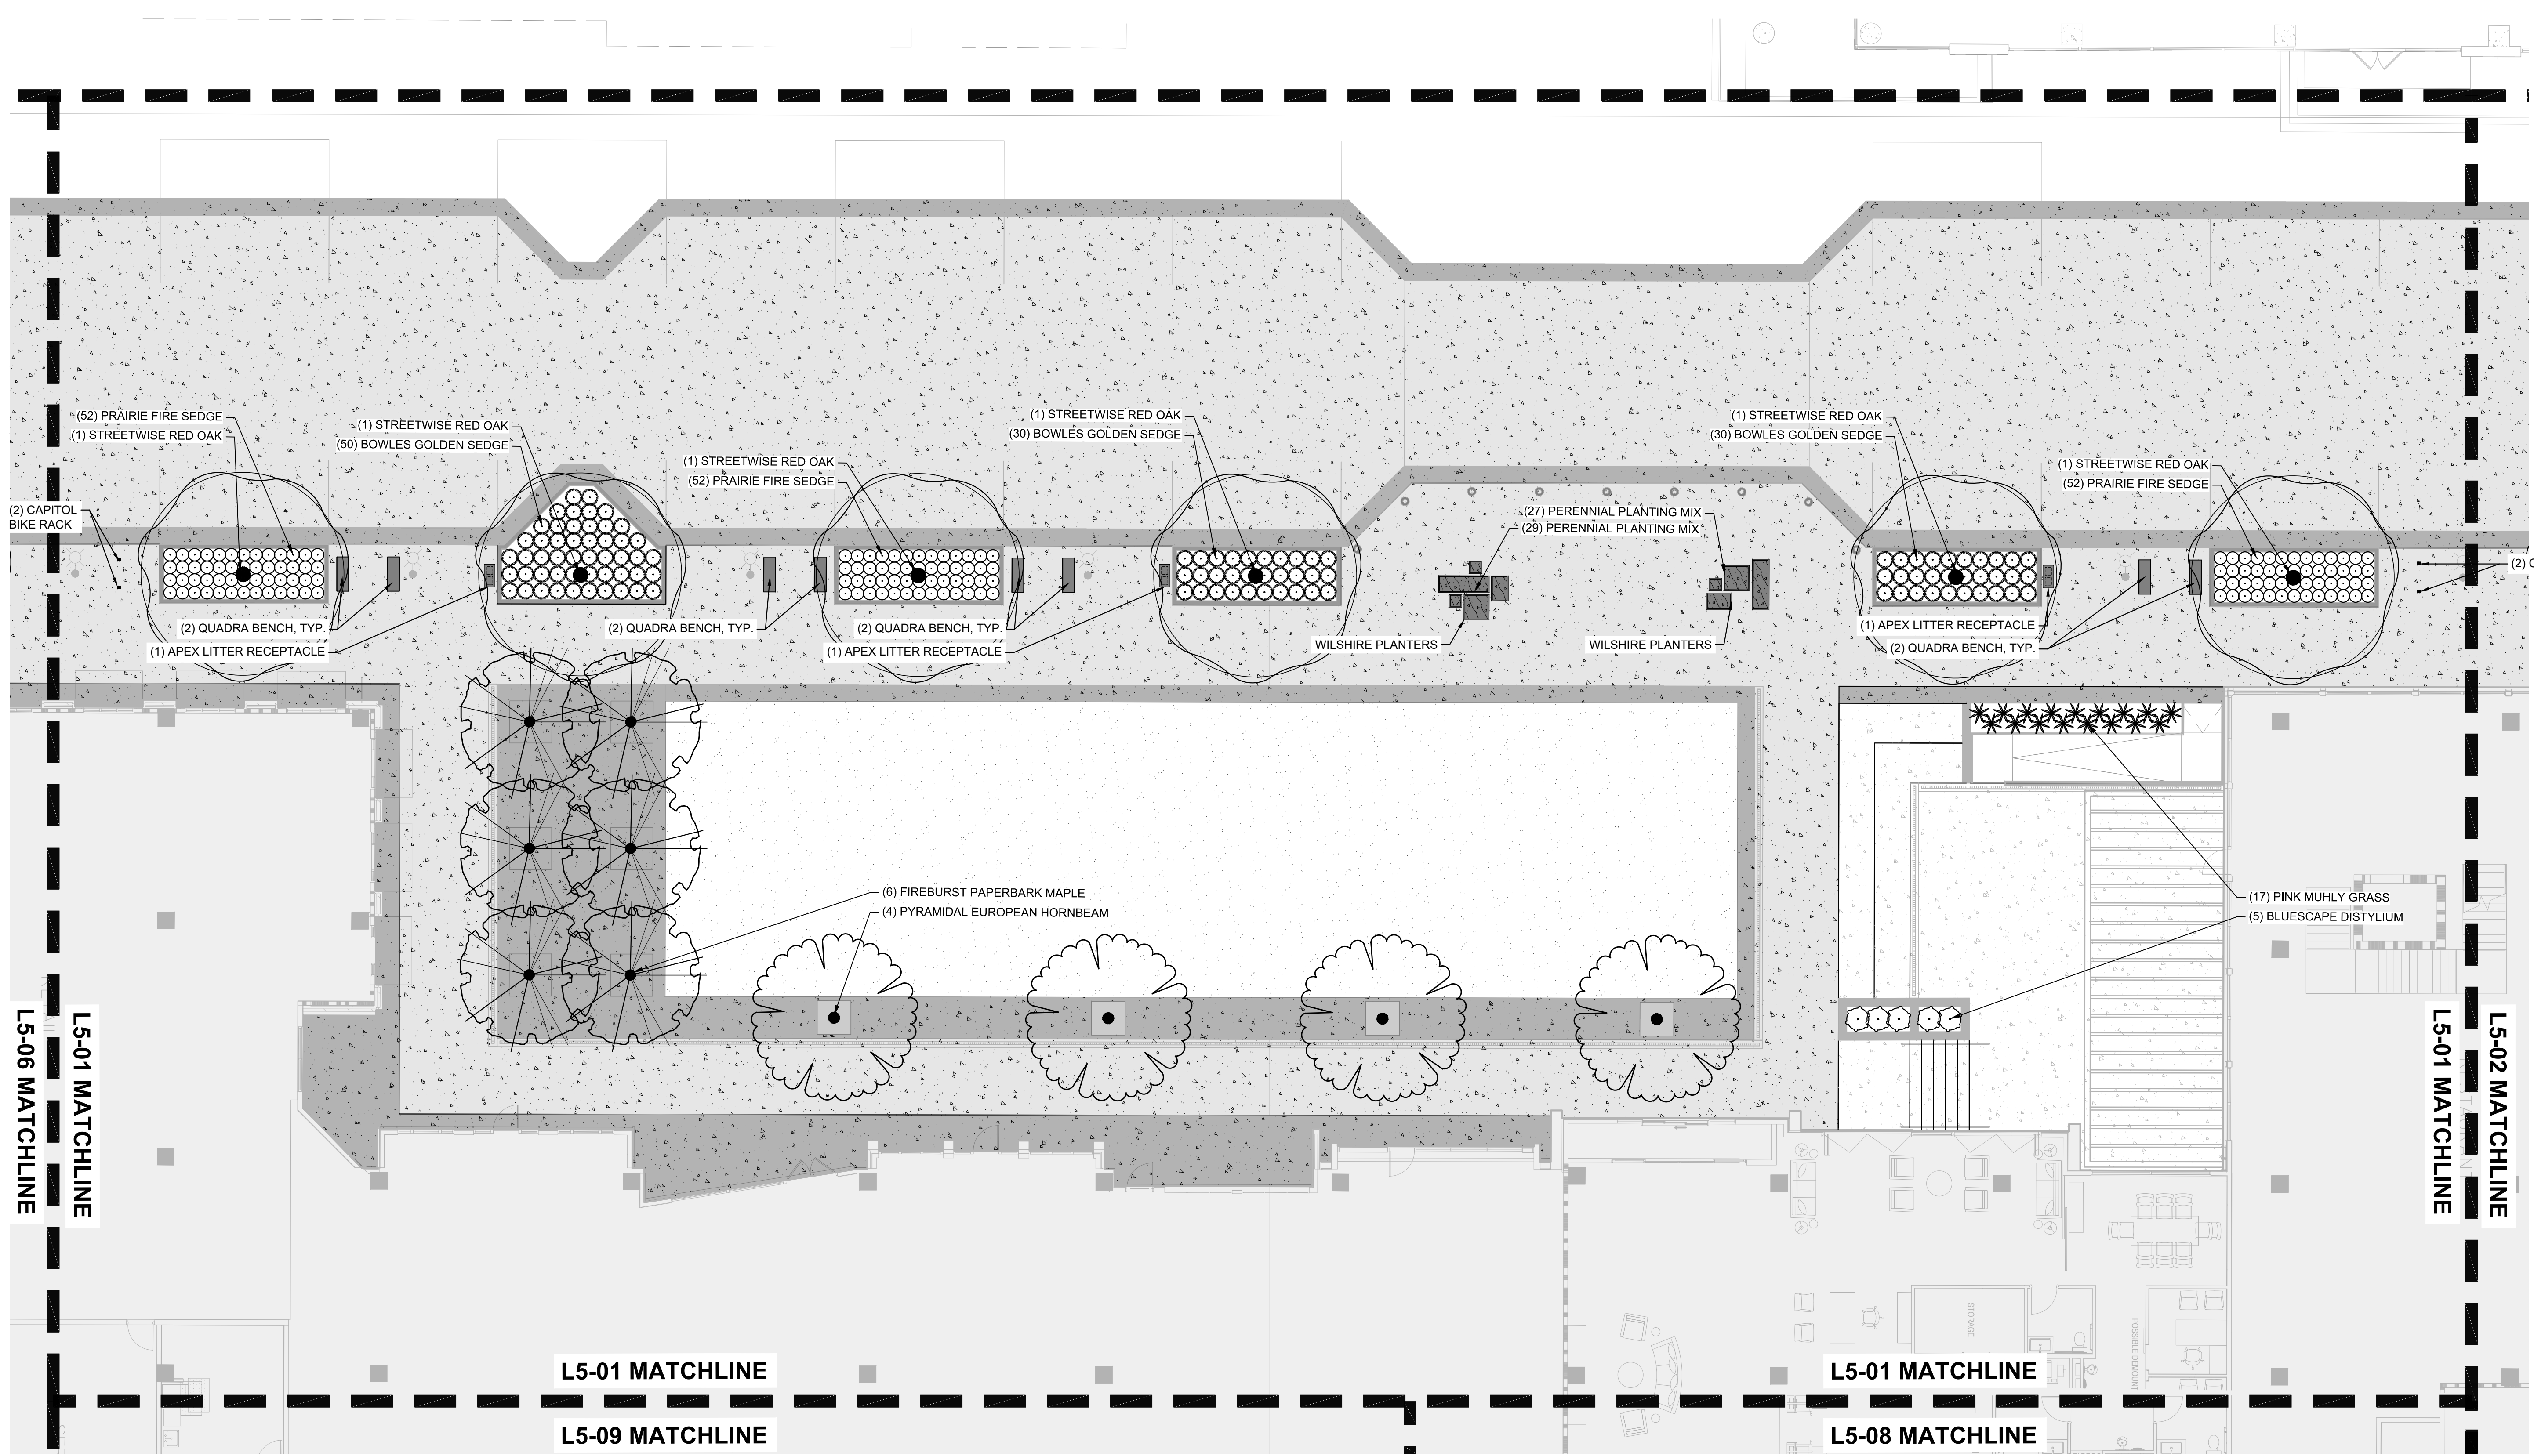 (52) PRAIRIE FIRE SEDGE
(1) STREETWISE RED OAK
(1) STREETWISE RED OAK
(50) BOWLES GOLDEN SEDGE
(1) STREETWISE RED OAK
(52) PRAIRIE FIRE SEDGE
(1) STREETWISE RED OAK
(30) BOWLES GOLDEN SEDGE
(1) STREETWISE RED OAK
(30) BOWLES GOLDEN SEDGE
(1) STREETWISE RED OAK
(52) PRAIRIE FIRE SEDGE
(2) CAPITOL
BIKE RACK
(27) PERENNIAL PLANTING MIX
(29) PERENNIAL PLANTING MIX
(2) QUADRA BENCH, TYP.
(1) APEX LITTER RECEPTACLE
(2) QUADRA BENCH, TYP.
(2) QUADRA BENCH, TYP.
(1) APEX LITTER RECEPTACLE
WILSHIRE PLANTERS
WILSHIRE PLANTERS
(1) APEX LITTER RECEPTACLE
(2) QUADRA BENCH, TYP.
(2)
(6) FIREBURST PAPERBARK MAPLE
(4) PYRAMIDAL EUROPEAN HORNBEAM
(17) PINK MUHLY GRASS
(5) BLUESCAPE DISTYLIUM
L5-06 MATCHLINE
L5-01 MATCHLINE
L5-01 MATCHLINE
L5-02 MATCHLINE
STORAGE
L5-01 MATCHLINE
L5-09 MATCHLINE
L5-01 MATCHLINE
L5-08 MATCHLINE